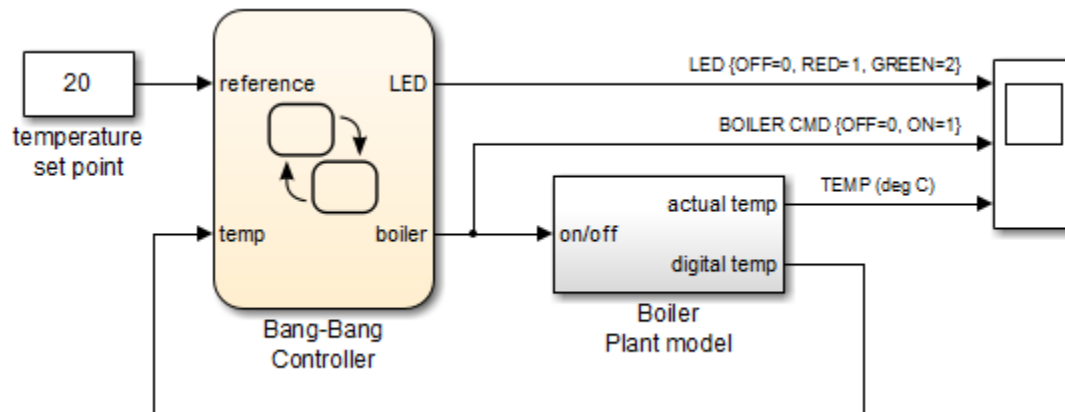 20
temperature
set point
reference
LED
temp
boiler
Bang-Bang
Controller
LED {OFF=0, RED=1, GREEN=2}
BOILER CMD {OFF=0, ON=1}
TEMP (deg C)
actual temp
on/off
digital temp
Boiler
Plant model